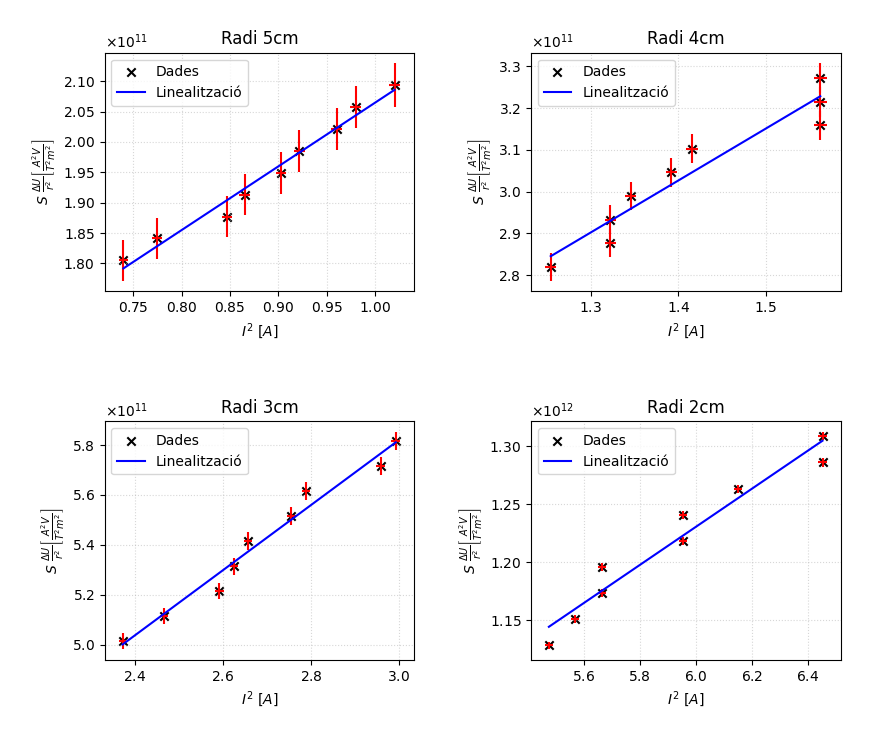 Radi 5cm
×10¹¹
2.10
2.05
2.00
1.95
1.90
1.85
1.80
S ΔU/r² [A²V/T²m²]
Dades
Linealització
0.75 0.80 0.85 0.90 0.95 1.00
I² [A]
Radi 4cm
×10¹¹
3.3
3.2
3.1
3.0
2.9
2.8
S ΔU/r² [A²V/T²m²]
Dades
Linealització
1.3 1.4 1.5
I² [A]
Radi 3cm
×10¹¹
5.8
5.6
5.4
5.2
5.0
S ΔU/r² [A²V/T²m²]
Dades
Linealització
2.4 2.6 2.8 3.0
I² [A]
Radi 2cm
×10¹²
1.30
1.25
1.20
1.15
S ΔU/r² [A²V/T²m²]
Dades
Linealització
5.6 5.8 6.0 6.2 6.4
I² [A]